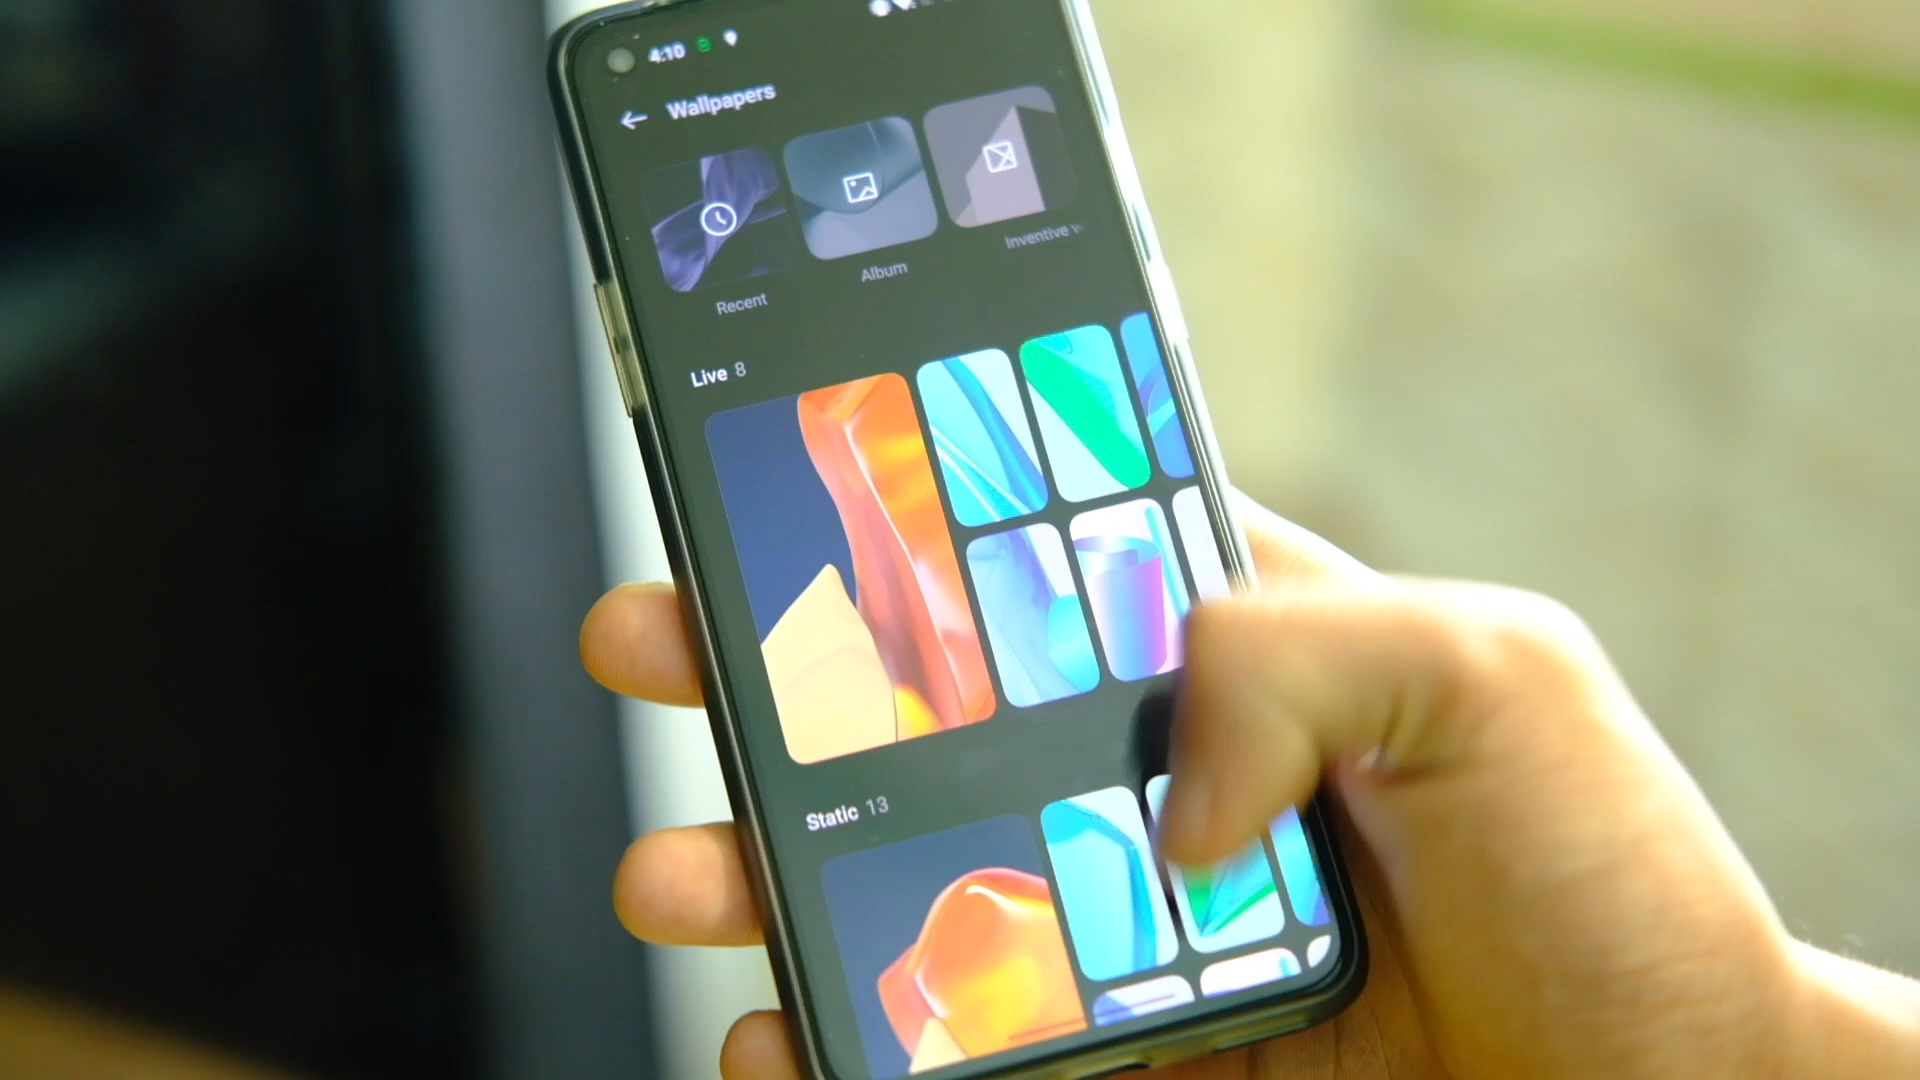 4:10
Wallpapers
Recent
Album
Inventive
Live 8
Static 13